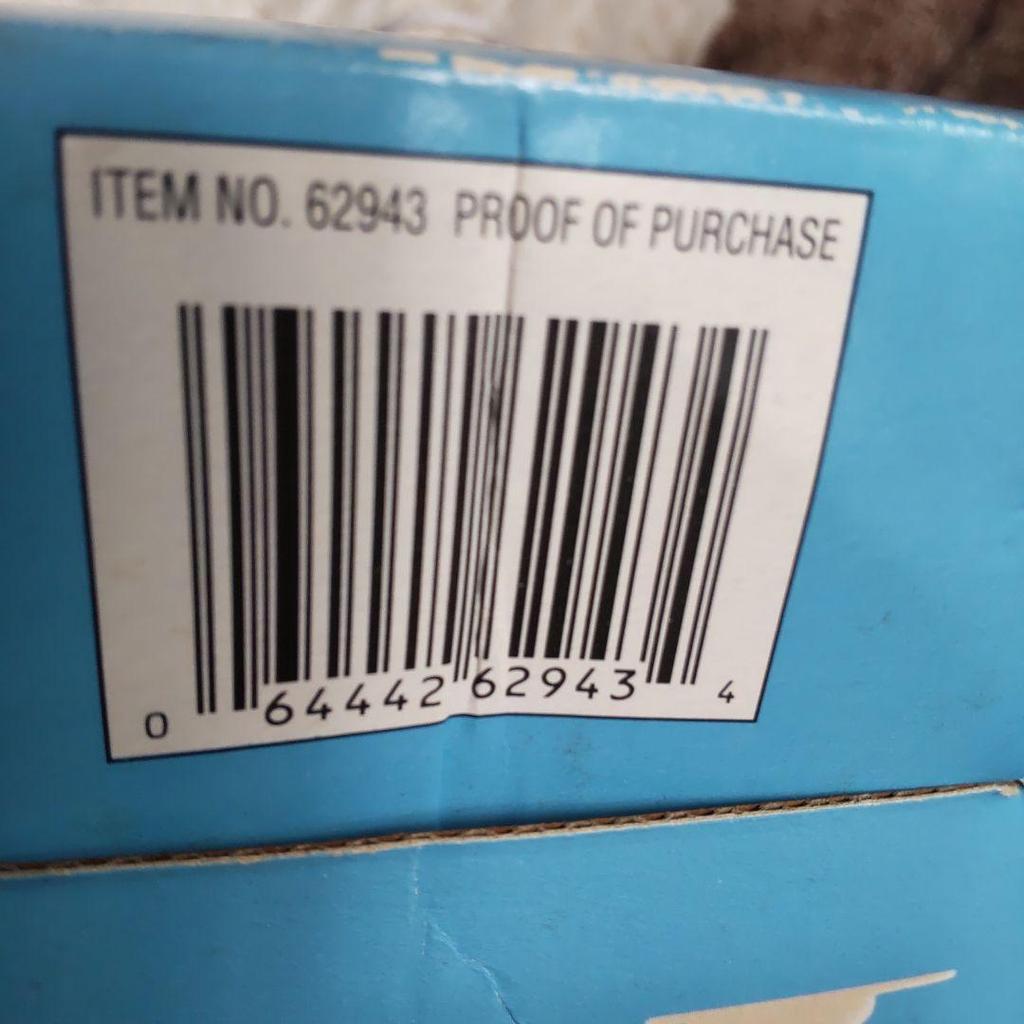 ITEM NO. 62943 PROOF OF PURCHASE
0 64442 62943 4